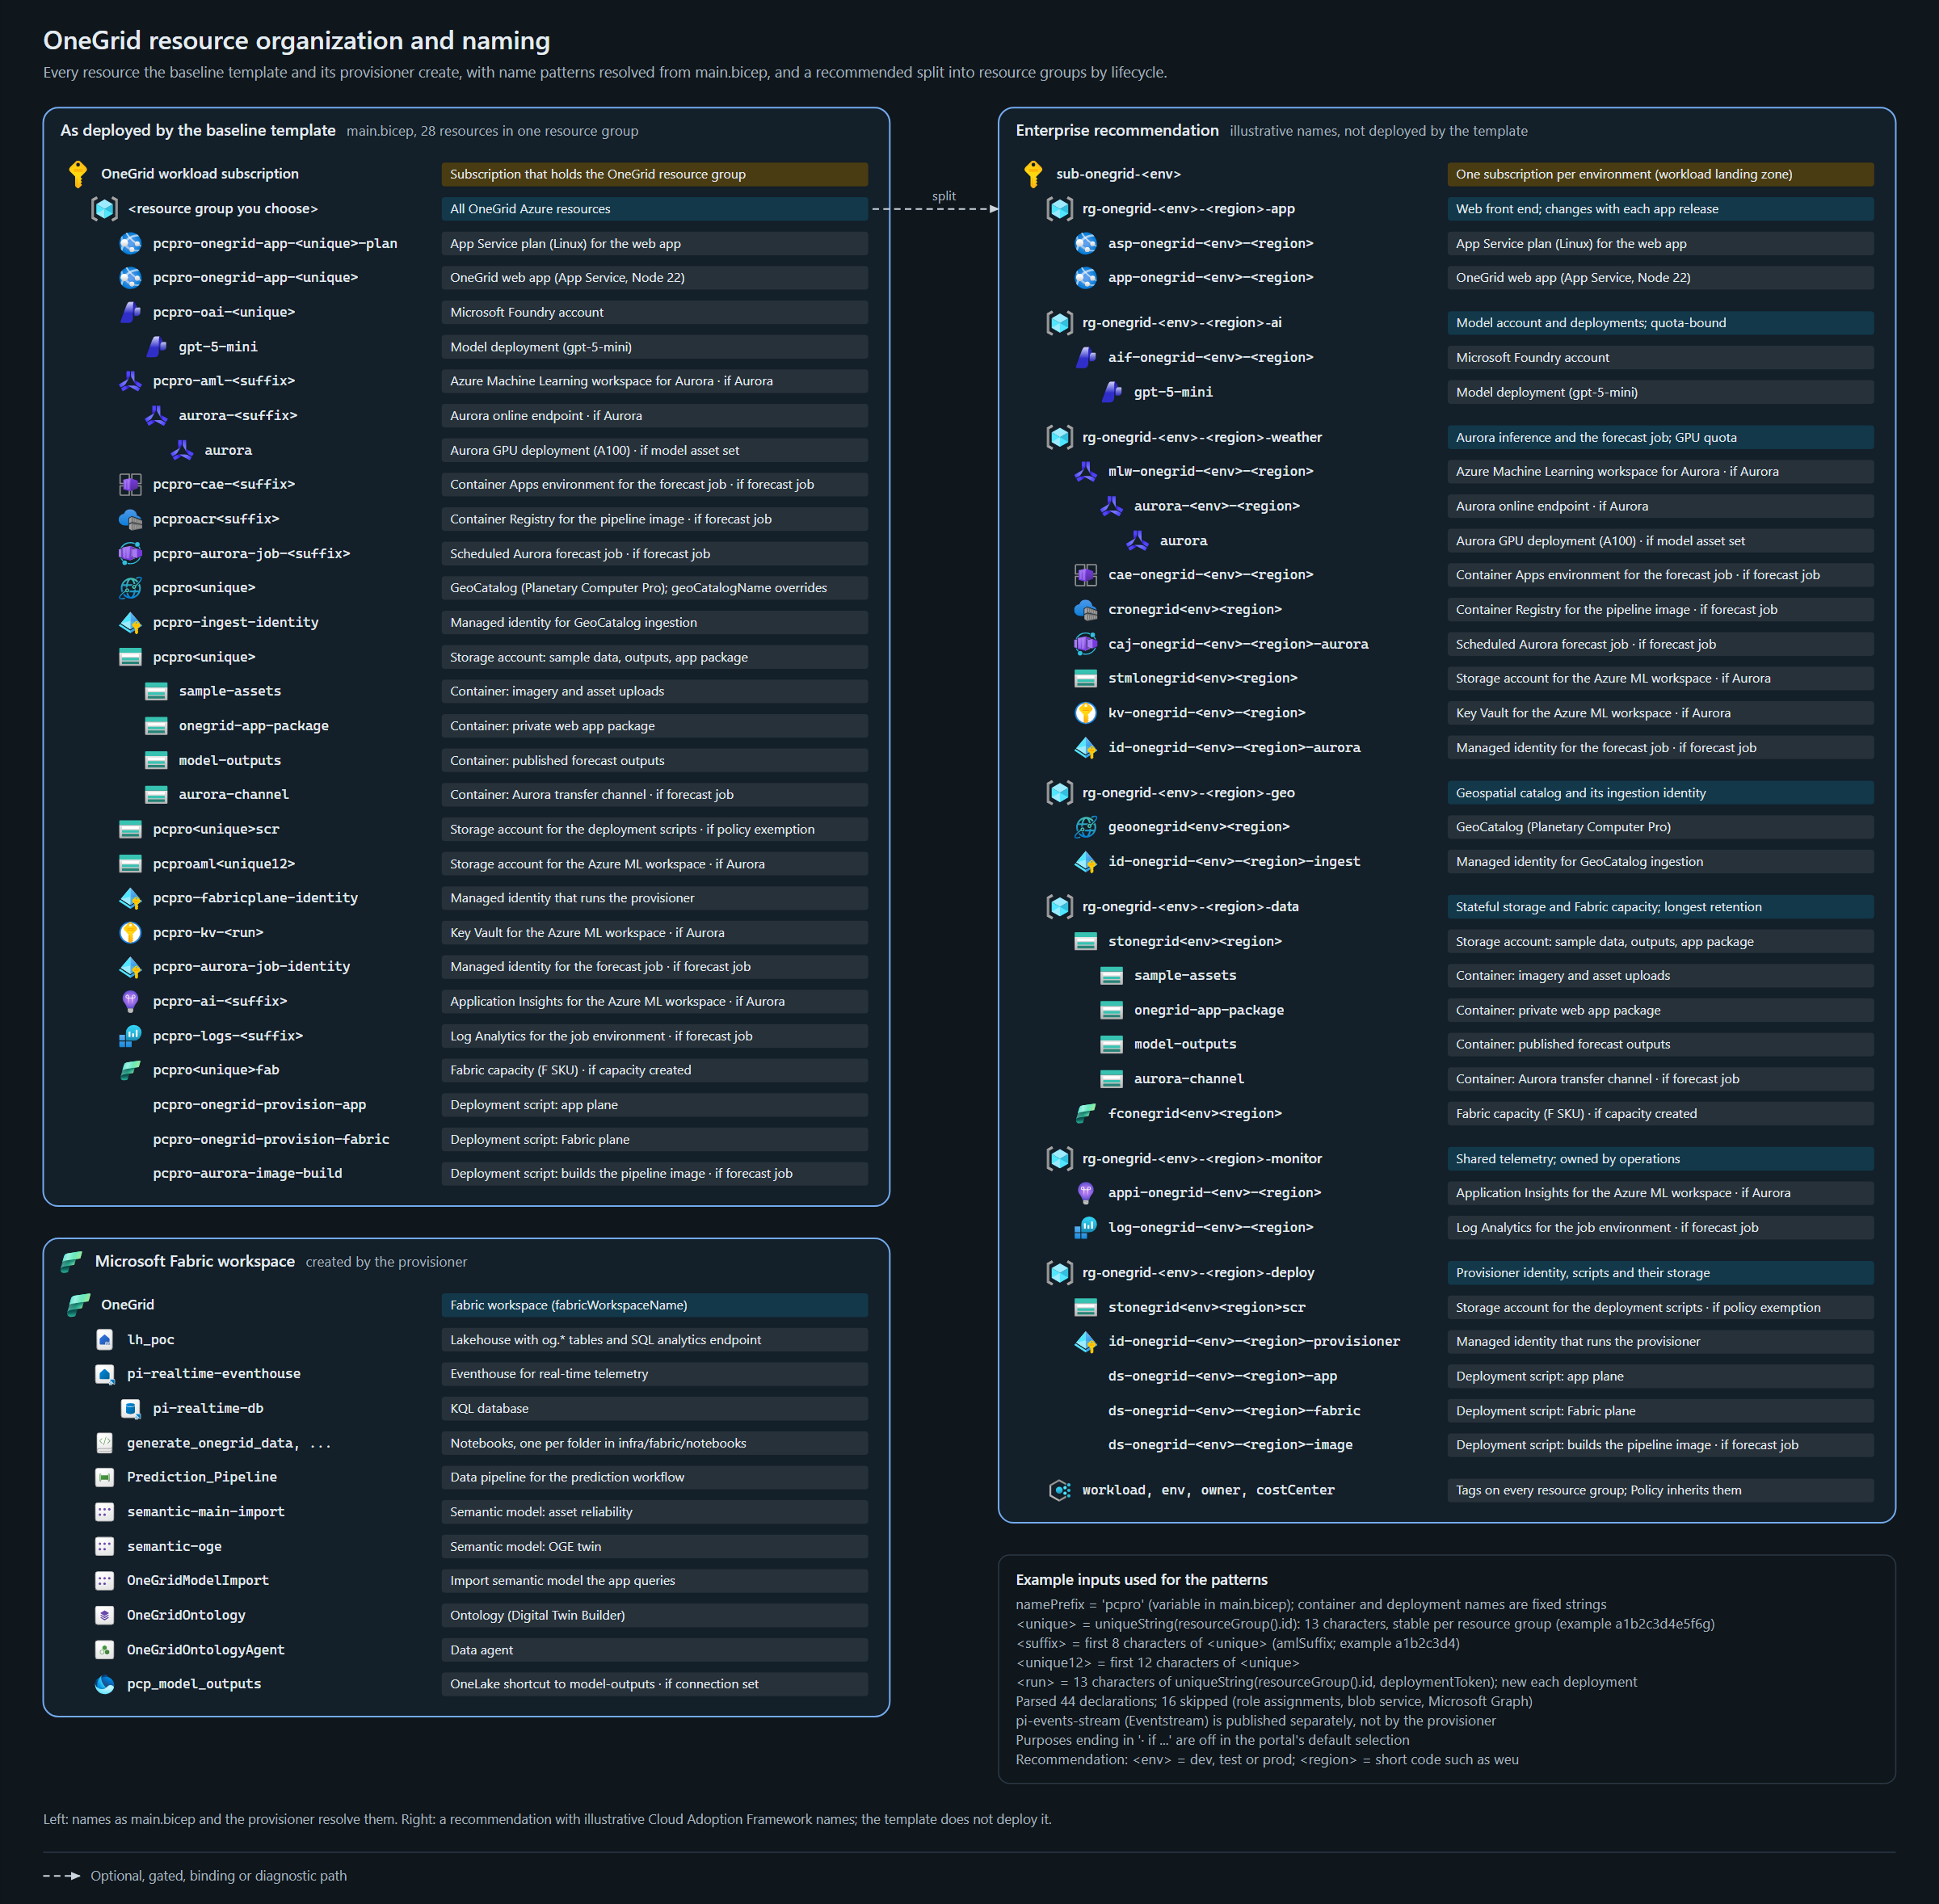 OneGrid resource organization and naming
Every resource the baseline template and its provisioner create, with name patterns resolved from main.bicep, and a recommended split into resource groups by lifecycle.
As deployed by the baseline template main.bicep, 28 resources in one resource group
OneGrid workload subscription Subscription that holds the OneGrid resource group
<resource group you choose> All OneGrid Azure resources
pcpro-onegrid-app-<unique>-plan App Service plan (Linux) for the web app
pcpro-onegrid-app-<unique> OneGrid web app (App Service, Node 22)
pcpro-oai-<unique> Microsoft Foundry account
gpt-5-mini Model deployment (gpt-5-mini)
pcpro-aml-<suffix> Azure Machine Learning workspace for Aurora · if Aurora
aurora-<suffix> Aurora online endpoint · if Aurora
aurora Aurora GPU deployment (A100) · if model asset set
pcpro-cae-<suffix> Container Apps environment for the forecast job · if forecast job
pcproacr<suffix> Container Registry for the pipeline image · if forecast job
pcpro-aurora-job-<suffix> Scheduled Aurora forecast job · if forecast job
pcpro<unique> GeoCatalog (Planetary Computer Pro); geoCatalogName overrides
pcpro-ingest-identity Managed identity for GeoCatalog ingestion
pcpro<unique> Storage account: sample data, outputs, app package
sample-assets Container: imagery and asset uploads
onegrid-app-package Container: private web app package
model-outputs Container: published forecast outputs
aurora-channel Container: Aurora transfer channel · if forecast job
pcpro<unique>scr Storage account for the deployment scripts · if policy exemption
pcproaml<unique12> Storage account for the Azure ML workspace · if Aurora
pcpro-fabricplane-identity Managed identity that runs the provisioner
pcpro-kv-<run> Key Vault for the Azure ML workspace · if Aurora
pcpro-aurora-job-identity Managed identity for the forecast job · if forecast job
pcpro-ai-<suffix> Application Insights for the Azure ML workspace · if Aurora
pcpro-logs-<suffix> Log Analytics for the job environment · if forecast job
pcpro<unique>fab Fabric capacity (F SKU) · if capacity created
pcpro-onegrid-provision-app Deployment script: app plane
pcpro-onegrid-provision-fabric Deployment script: Fabric plane
pcpro-aurora-image-build Deployment script: builds the pipeline image · if forecast job
split
Microsoft Fabric workspace created by the provisioner
OneGrid Fabric workspace (fabricWorkspaceName)
lh_poc Lakehouse with og.* tables and SQL analytics endpoint
pi-realtime-eventhouse Eventhouse for real-time telemetry
pi-realtime-db KQL database
generate_onegrid_data, ... Notebooks, one per folder in infra/fabric/notebooks
Prediction_Pipeline Data pipeline for the prediction workflow
semantic-main-import Semantic model: asset reliability
semantic-oge Semantic model: OGE twin
OneGridModelImport Import semantic model the app queries
OneGridOntology Ontology (Digital Twin Builder)
OneGridOntologyAgent Data agent
pcp_model_outputs OneLake shortcut to model-outputs · if connection set
Enterprise recommendation illustrative names, not deployed by the template
sub-onegrid-<env> One subscription per environment (workload landing zone)
rg-onegrid-<env>-<region>-app Web front end; changes with each app release
asp-onegrid-<env>-<region> App Service plan (Linux) for the web app
app-onegrid-<env>-<region> OneGrid web app (App Service, Node 22)
rg-onegrid-<env>-<region>-ai Model account and deployments; quota-bound
aif-onegrid-<env>-<region> Microsoft Foundry account
gpt-5-mini Model deployment (gpt-5-mini)
rg-onegrid-<env>-<region>-weather Aurora inference and the forecast job; GPU quota
mlw-onegrid-<env>-<region> Azure Machine Learning workspace for Aurora · if Aurora
aurora-<env>-<region> Aurora online endpoint · if Aurora
aurora Aurora GPU deployment (A100) · if model asset set
cae-onegrid-<env>-<region> Container Apps environment for the forecast job · if forecast job
cronegrid<env><region> Container Registry for the pipeline image · if forecast job
caj-onegrid-<env>-<region>-aurora Scheduled Aurora forecast job · if forecast job
stmlonegrid<env><region> Storage account for the Azure ML workspace · if Aurora
kv-onegrid-<env>-<region> Key Vault for the Azure ML workspace · if Aurora
id-onegrid-<env>-<region>-aurora Managed identity for the forecast job · if forecast job
rg-onegrid-<env>-<region>-geo Geospatial catalog and its ingestion identity
geoonegrid<env><region> GeoCatalog (Planetary Computer Pro)
id-onegrid-<env>-<region>-ingest Managed identity for GeoCatalog ingestion
rg-onegrid-<env>-<region>-data Stateful storage and Fabric capacity; longest retention
stonegrid<env><region> Storage account: sample data, outputs, app package
sample-assets Container: imagery and asset uploads
onegrid-app-package Container: private web app package
model-outputs Container: published forecast outputs
aurora-channel Container: Aurora transfer channel · if forecast job
fconegrid<env><region> Fabric capacity (F SKU) · if capacity created
rg-onegrid-<env>-<region>-monitor Shared telemetry; owned by operations
appi-onegrid-<env>-<region> Application Insights for the Azure ML workspace · if Aurora
log-onegrid-<env>-<region> Log Analytics for the job environment · if forecast job
rg-onegrid-<env>-<region>-deploy Provisioner identity, scripts and their storage
stonegrid<env><region>scr Storage account for the deployment scripts · if policy exemption
id-onegrid-<env>-<region>-provisioner Managed identity that runs the provisioner
ds-onegrid-<env>-<region>-app Deployment script: app plane
ds-onegrid-<env>-<region>-fabric Deployment script: Fabric plane
ds-onegrid-<env>-<region>-image Deployment script: builds the pipeline image · if forecast job
workload, env, owner, costCenter Tags on every resource group; Policy inherits them
Example inputs used for the patterns
namePrefix = 'pcpro' (variable in main.bicep); container and deployment names are fixed strings
<unique> = uniqueString(resourceGroup().id): 13 characters, stable per resource group (example a1b2c3d4e5f6g)
<suffix> = first 8 characters of <unique> (amlSuffix; example a1b2c3d4)
<unique12> = first 12 characters of <unique>
<run> = 13 characters of uniqueString(resourceGroup().id, deploymentToken); new each deployment
Parsed 44 declarations; 16 skipped (role assignments, blob service, Microsoft Graph)
pi-events-stream (Eventstream) is published separately, not by the provisioner
Purposes ending in '· if ...' are off in the portal's default selection
Recommendation: <env> = dev, test or prod; <region> = short code such as weu
Left: names as main.bicep and the provisioner resolve them. Right: a recommendation with illustrative Cloud Adoption Framework names; the template does not deploy it.
Optional, gated, binding or diagnostic path